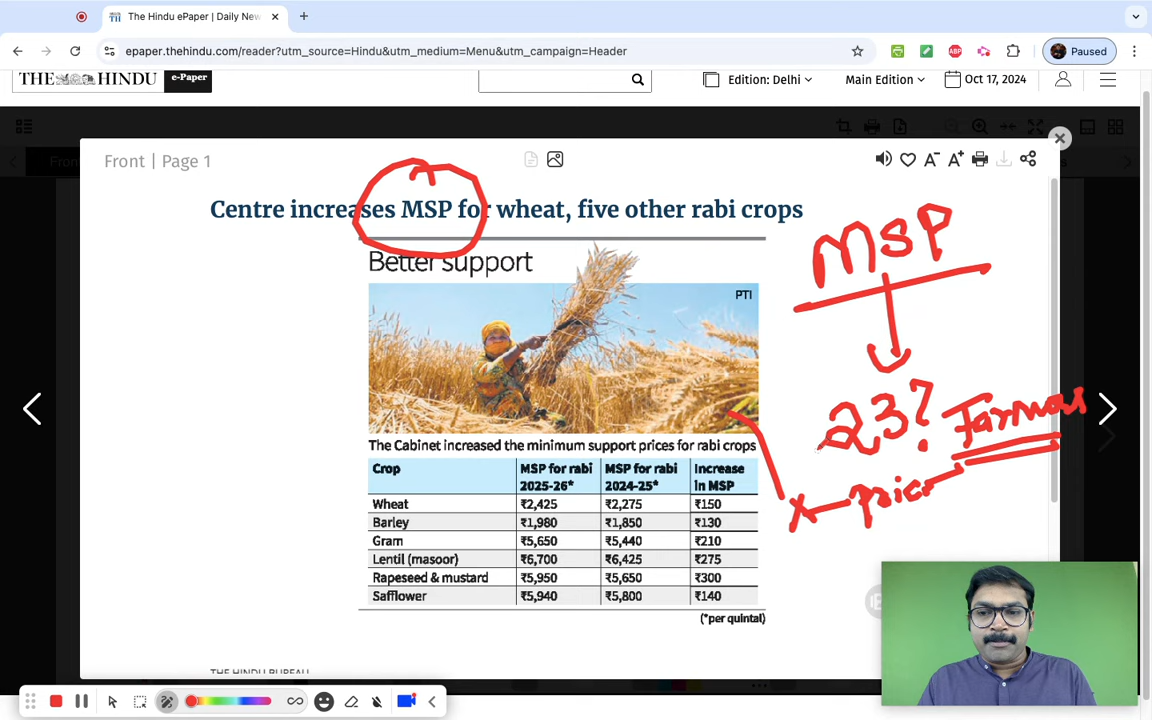 The Hindu ePaper | Daily New
epaper.thehindu.com/reader?utm_source=Hindu&utm_medium=Menu&utm_campaign=Header
ABP
Paused
THE HINDU
e-Paper
Edition: Delhi
Main Edition
Oct 17, 2024
Front | Page 1
A-
A+
Centre increases MSP for wheat, five other rabi crops
MSP
Better support
PTI
23?
Farmers
X Price
The Cabinet increased the minimum support prices for rabi crops
Crop MSP for rabi 2025-26* MSP for rabi 2024-25* Increase in MSP
Wheat ₹2,425 ₹2,275 ₹150
Barley ₹1,980 ₹1,850 ₹130
Gram ₹5,650 ₹5,440 ₹210
Lentil (masoor) ₹6,700 ₹6,425 ₹275
Rapeseed & mustard ₹5,950 ₹5,650 ₹300
Safflower ₹5,940 ₹5,800 ₹140
(*per quintal)
THE HINDU BUREAU